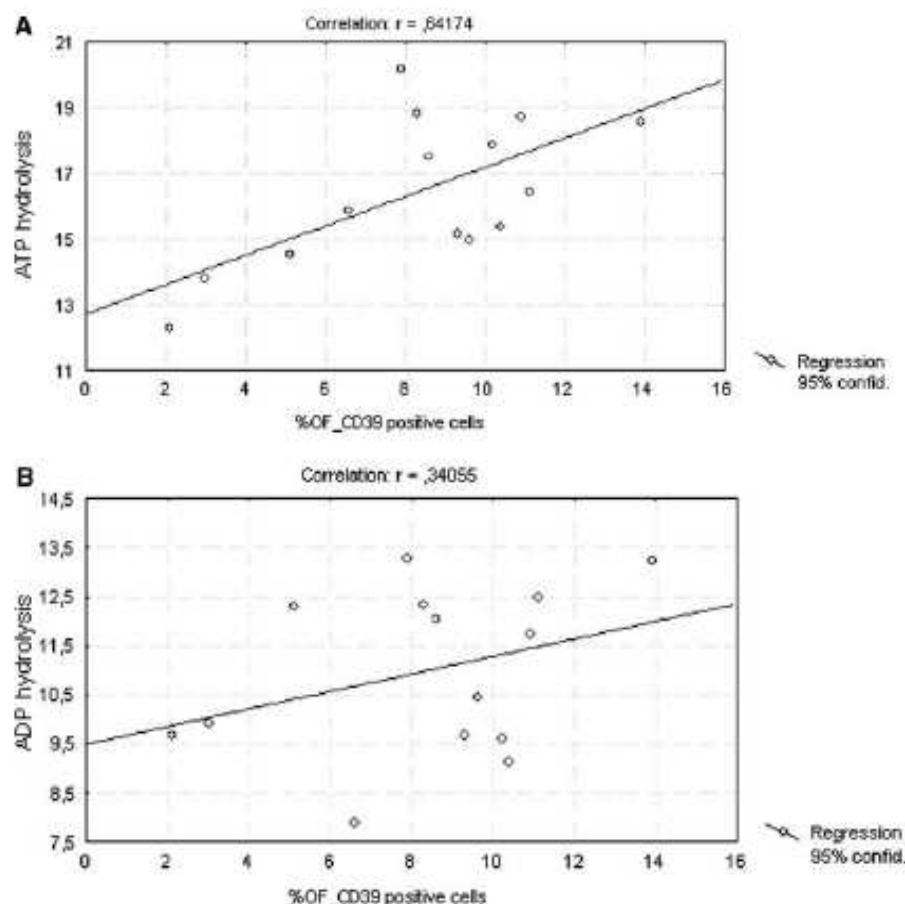 A
Correlation: r = ,64174
21
19
17
15
13
11
ATP hydrolysis
0 2 4 6 8 10 12 14 16
%OF_CD39 positive cells
Regression
95% confid.
B
Correlation: r = ,34055
14,5
13,5
12,5
11,5
10,5
9,5
8,5
7,5
ADP hydrolysis
0 2 4 6 8 10 12 14 16
%OF_CD39 positive cells
Regression
95% confid.